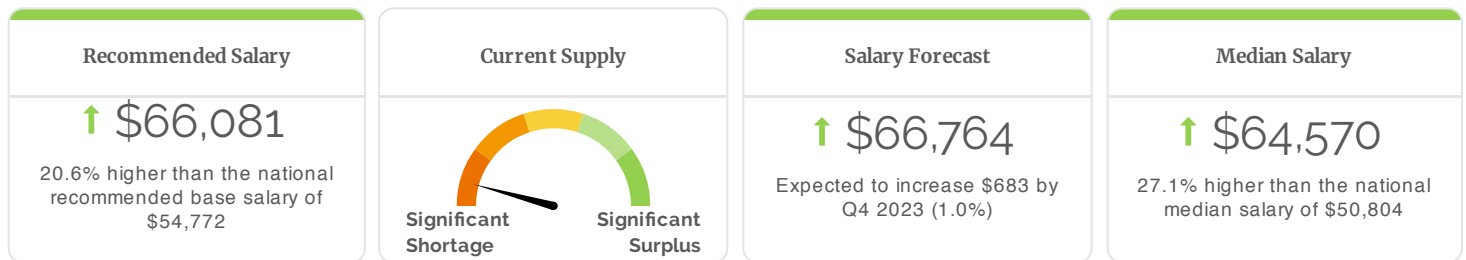 Recommended Salary
$66,081
20.6% higher than the national
recommended base salary of
$54,772
Current Supply
Significant
Shortage
Significant
Surplus
Salary Forecast
$66,764
Expected to increase $683 by
Q4 2023 (1.0%)
Median Salary
$64,570
27.1% higher than the national
median salary of $50,804